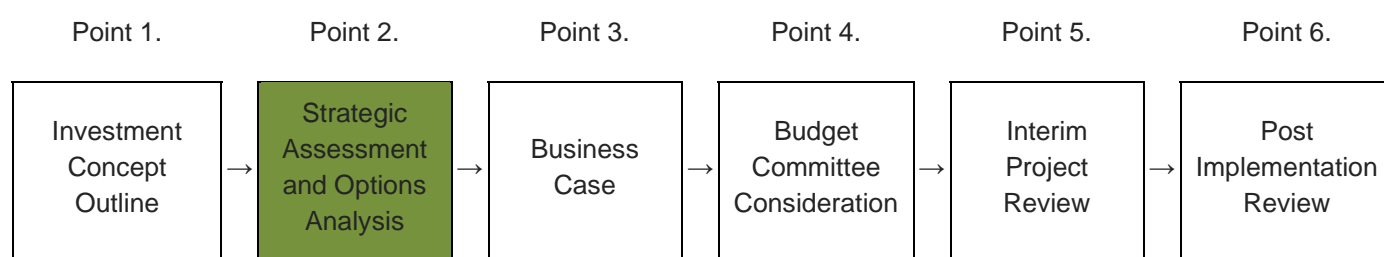 Point 1.
Point 2.
Point 3.
Point 4.
Point 5.
Point 6.
Investment
Concept
Outline
→
Strategic
Assessment
and Options
Analysis
→
Business
Case
→
Budget
Committee
Consideration
→
Interim
Project
Review
→
Post
Implementation
Review